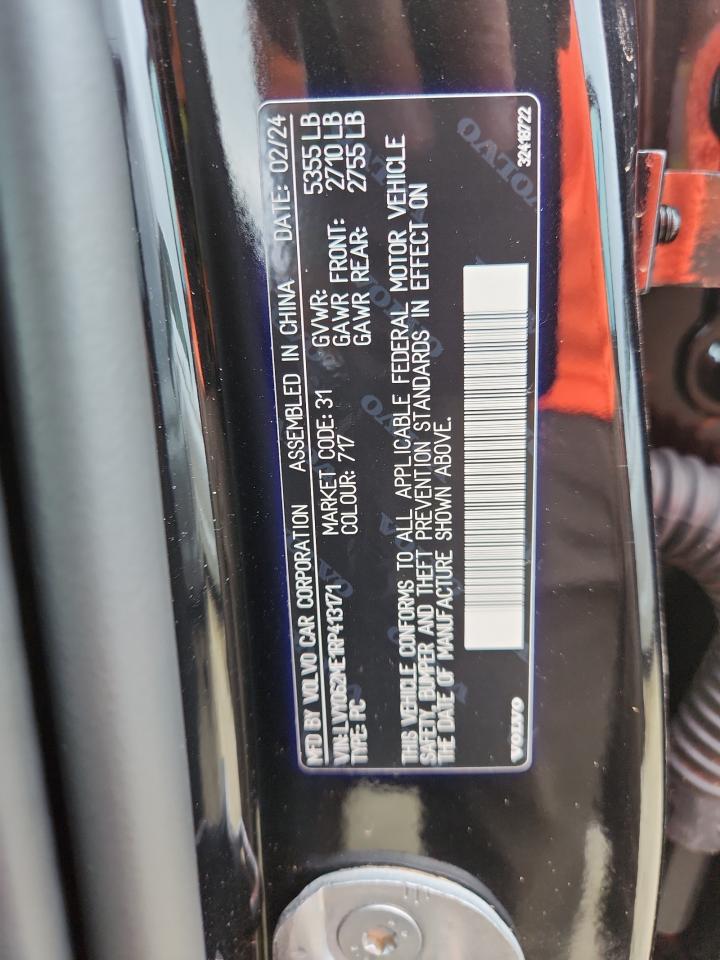 MFD BY VOLVO CAR CORPORATION ASSEMBLED IN CHINA DATE: 02/24
VIN: LVY062ME1RP413171 MARKET CODE: 31 GVWR: 5355 LB
TYPE: PC COLOUR: 717 GAWR FRONT: 2710 LB
GAWR REAR: 2755 LB
THIS VEHICLE CONFORMS TO ALL APPLICABLE FEDERAL MOTOR VEHICLE
SAFETY, BUMPER AND THEFT PREVENTION STANDARDS IN EFFECT ON
THE DATE OF MANUFACTURE SHOWN ABOVE.
VOLVO 32418722